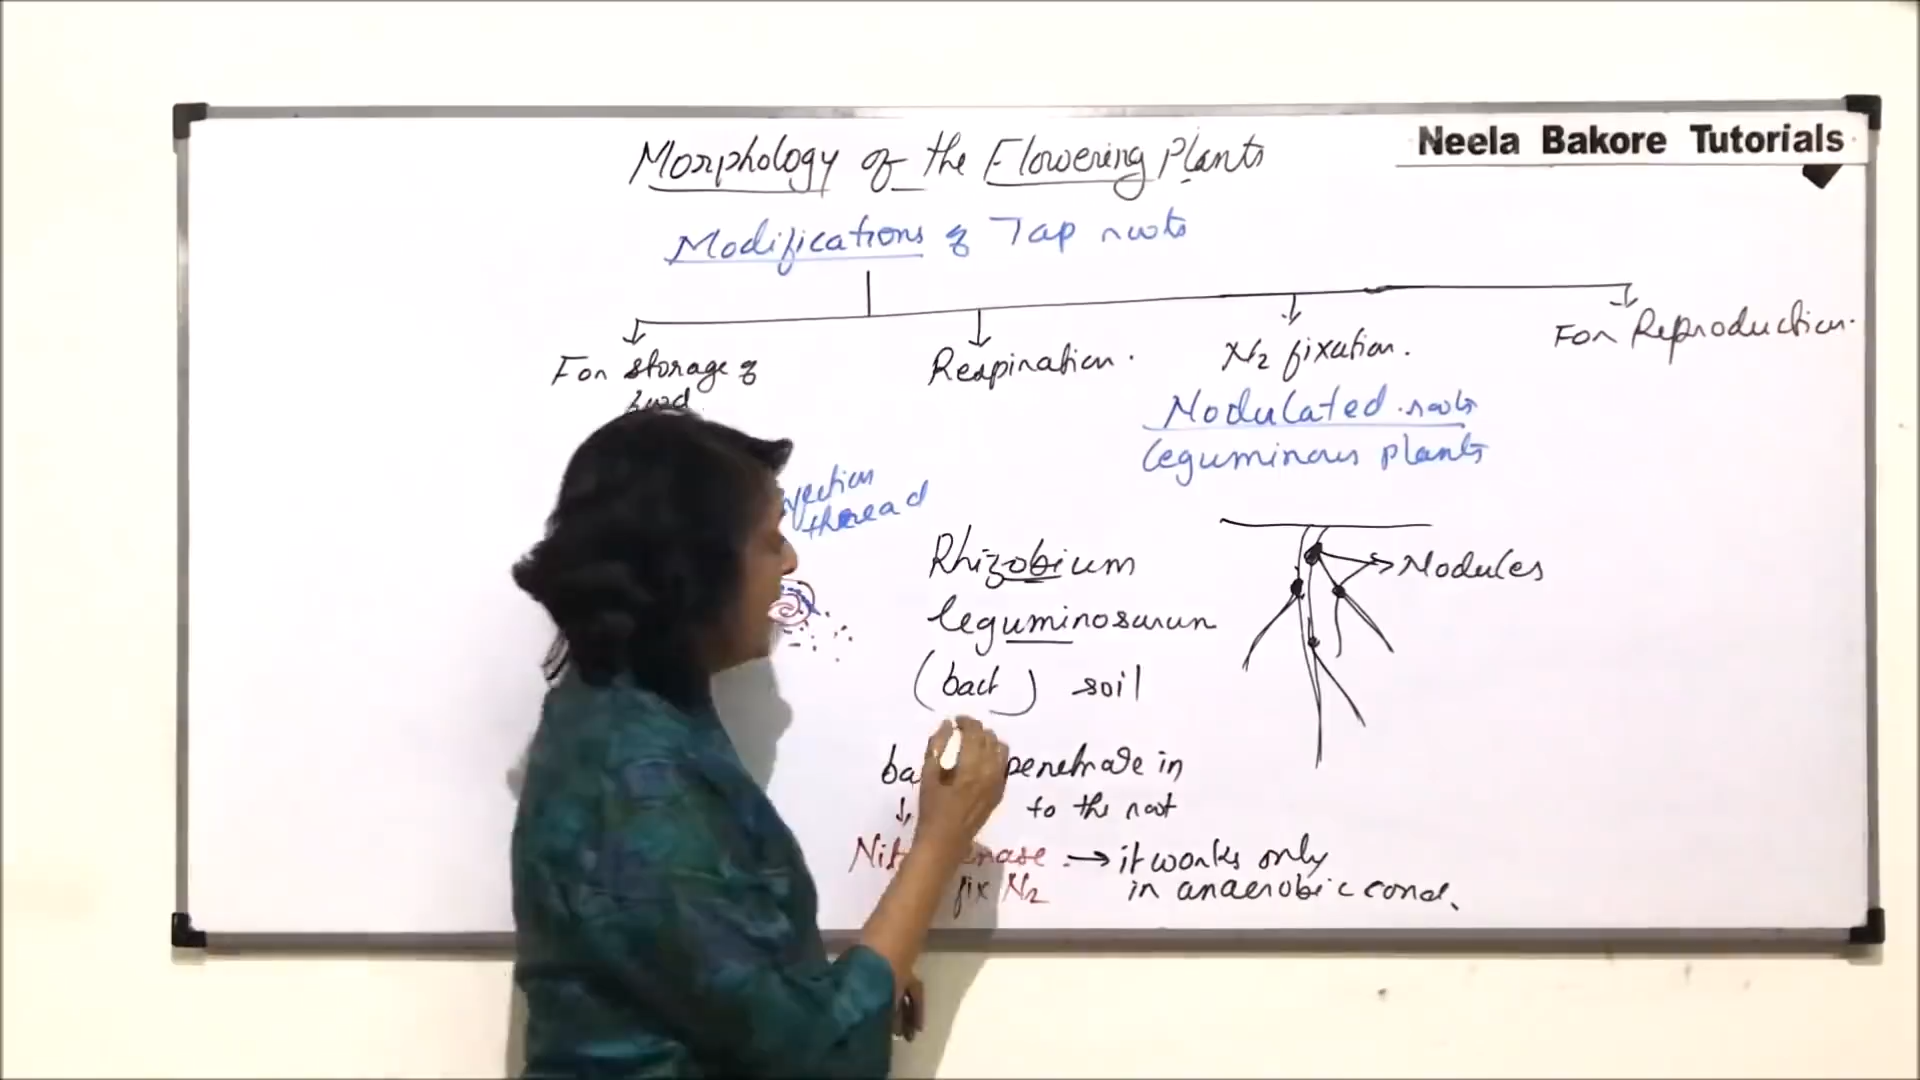 Neela Bakore Tutorials
Morphology of the Flowering Plants
Modifications of Tap roots
For storage of
food
Respiration.
N2 fixation.
For Reproduction.
Nodulated roots
leguminous plants
thread
Rhizobium
leguminosarum
(bact) soil
Nodules
penetrate in
to the root
→ it works only
fix N2
in anaerobic cond.